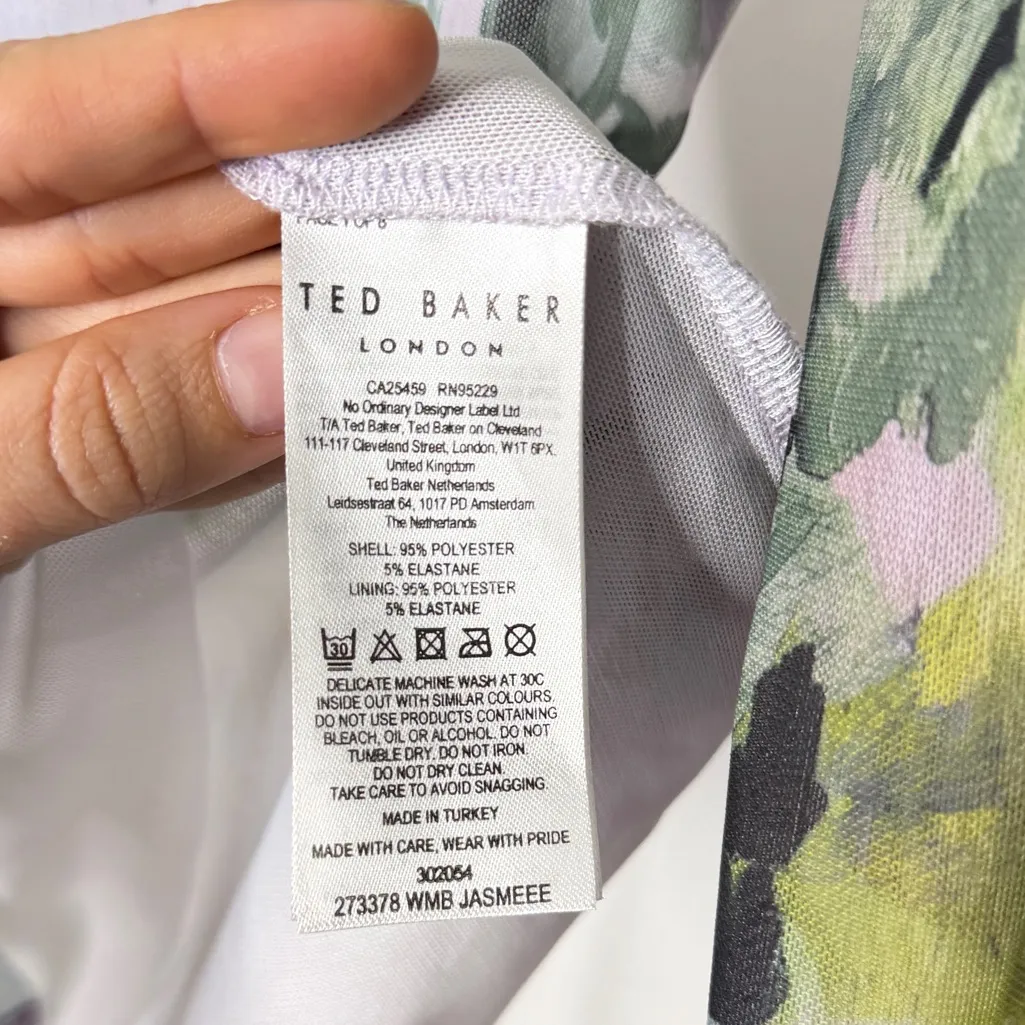 PAGE 1 OF 8
TED BAKER
LONDON
CA25459 RN95229
No Ordinary Designer Label Ltd
T/A Ted Baker, Ted Baker on Cleveland
111-117 Cleveland Street, London, W1T 6PX.
United Kingdom
Ted Baker Netherlands
Leidsestraat 64, 1017 PD Amsterdam
The Netherlands
SHELL: 95% POLYESTER
5% ELASTANE
LINING: 95% POLYESTER
5% ELASTANE
30
DELICATE MACHINE WASH AT 30C
INSIDE OUT WITH SIMILAR COLOURS.
DO NOT USE PRODUCTS CONTAINING
BLEACH, OIL OR ALCOHOL. DO NOT
TUMBLE DRY. DO NOT IRON.
DO NOT DRY CLEAN.
TAKE CARE TO AVOID SNAGGING.
MADE IN TURKEY
MADE WITH CARE, WEAR WITH PRIDE
302054
273378 WMB JASMEEE